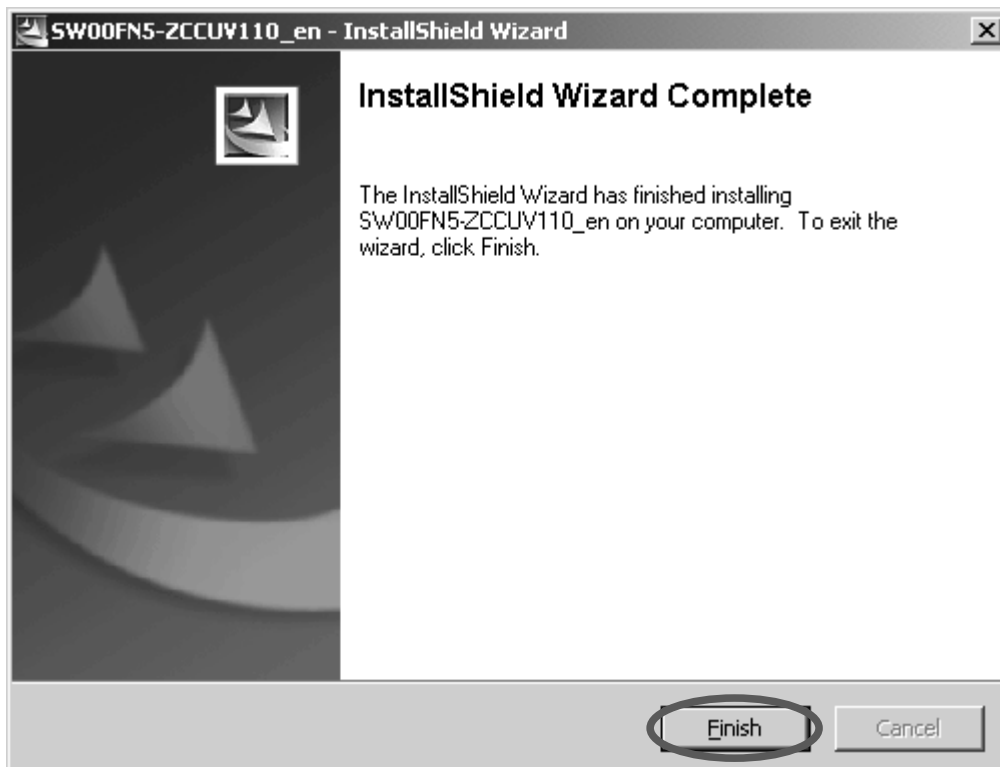 SW00FN5-ZCCUV110_en - InstallShield Wizard
InstallShield Wizard Complete
The InstallShield Wizard has finished installing
SW00FN5-ZCCUV110_en on your computer.  To exit the
wizard, click Finish.
Finish
Cancel